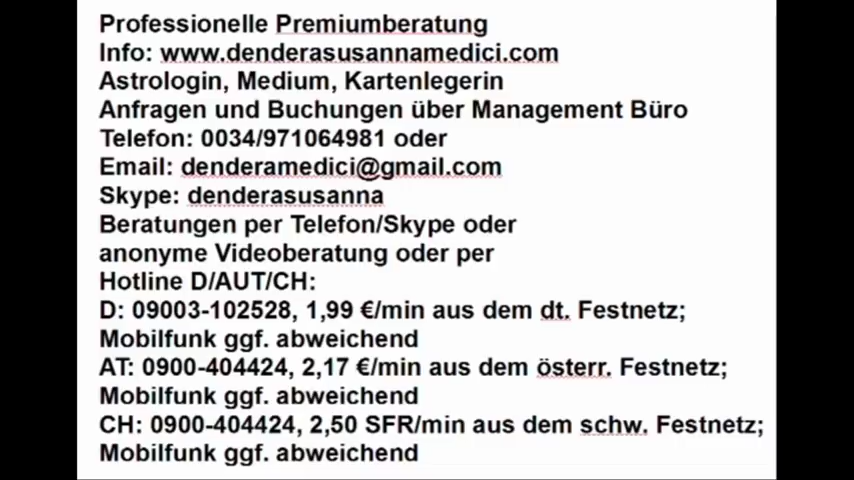 Professionelle Premiumberatung
Info: www.denderasusannamedici.com
Astrologin, Medium, Kartenlegerin
Anfragen und Buchungen über Management Büro
Telefon: 0034/971064981 oder
Email: denderamedici@gmail.com
Skype: denderasusanna
Beratungen per Telefon/Skype oder
anonyme Videoberatung oder per
Hotline D/AUT/CH:
D: 09003-102528, 1,99 €/min aus dem dt. Festnetz;
Mobilfunk ggf. abweichend
AT: 0900-404424, 2,17 €/min aus dem österr. Festnetz;
Mobilfunk ggf. abweichend
CH: 0900-404424, 2,50 SFR/min aus dem schw. Festnetz;
Mobilfunk ggf. abweichend